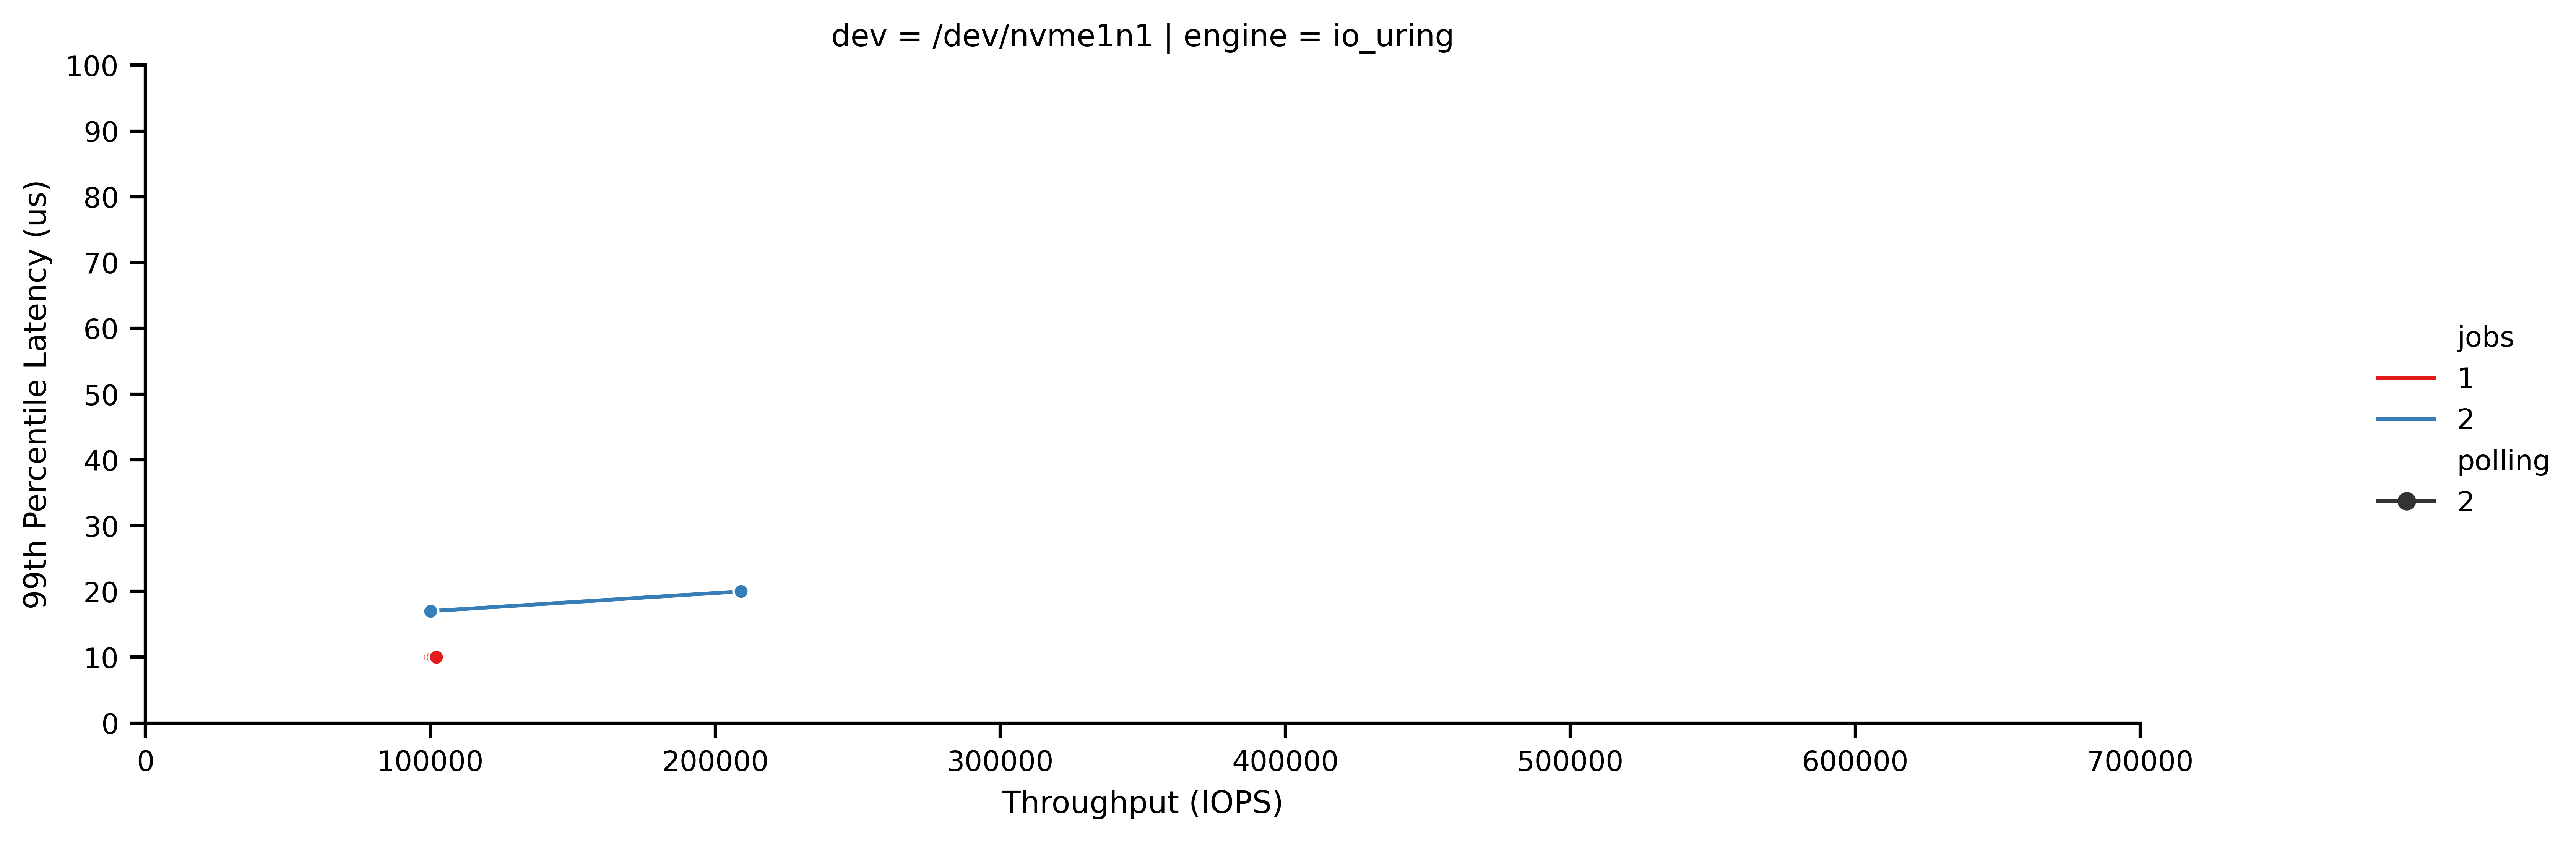 dev = /dev/nvme1n1 | engine = io_uring
100
90
80
70
60
50
40
30
20
10
0
99th Percentile Latency (us)
0 100000 200000 300000 400000 500000 600000 700000
Throughput (IOPS)
jobs
1
2
polling
2